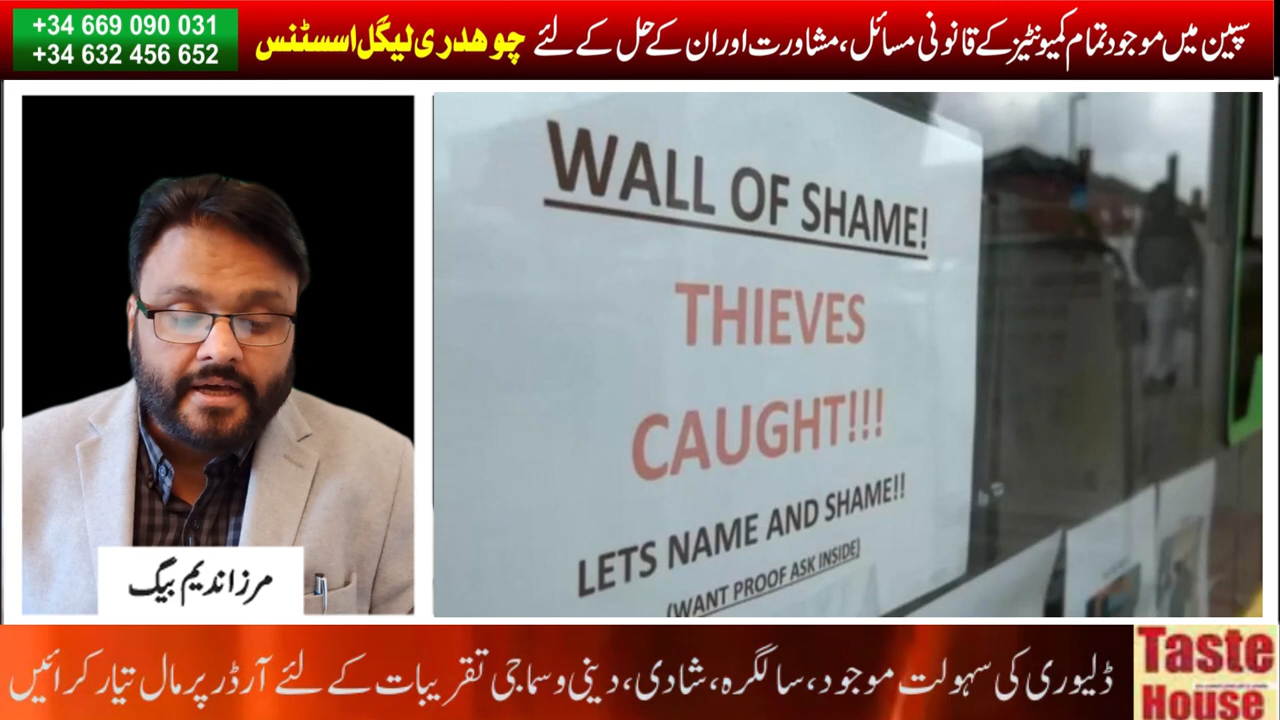 +34 669 090 031
+34 632 456 652
سپین میں موجود تمام کمیونٹیز کے قانونی مسائل، مشاورت اور ان کے حل کے لئے چوھدری لیگل اسسٹنس
WALL OF SHAME!
THIEVES
CAUGHT!!!
LETS NAME AND SHAME!!
(WANT PROOF ASK INSIDE)
مرزا ندیم بیگ
ڈلیوری کی سہولت موجود، سالگرہ، شادی، دینی و سماجی تقریبات کے لئے آرڈر پر مال تیار کرائیں
Taste
House